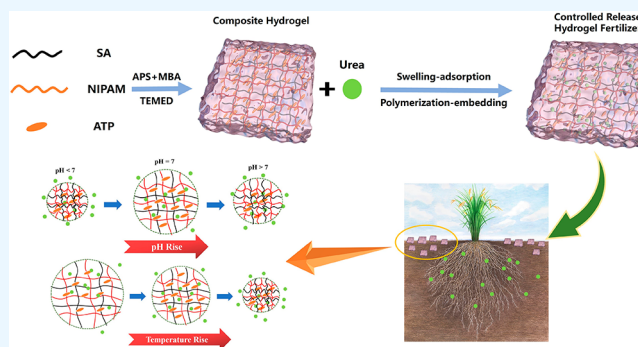 Composite Hydrogel
Controlled Release
Hydrogel Fertilize
SA
NIPAM
ATP
APS+MBA
TEMED
+
Urea
Swelling-adsorption
Polymerization-embedding
pH < 7
pH = 7
pH > 7
pH Rise
Temperature Rise